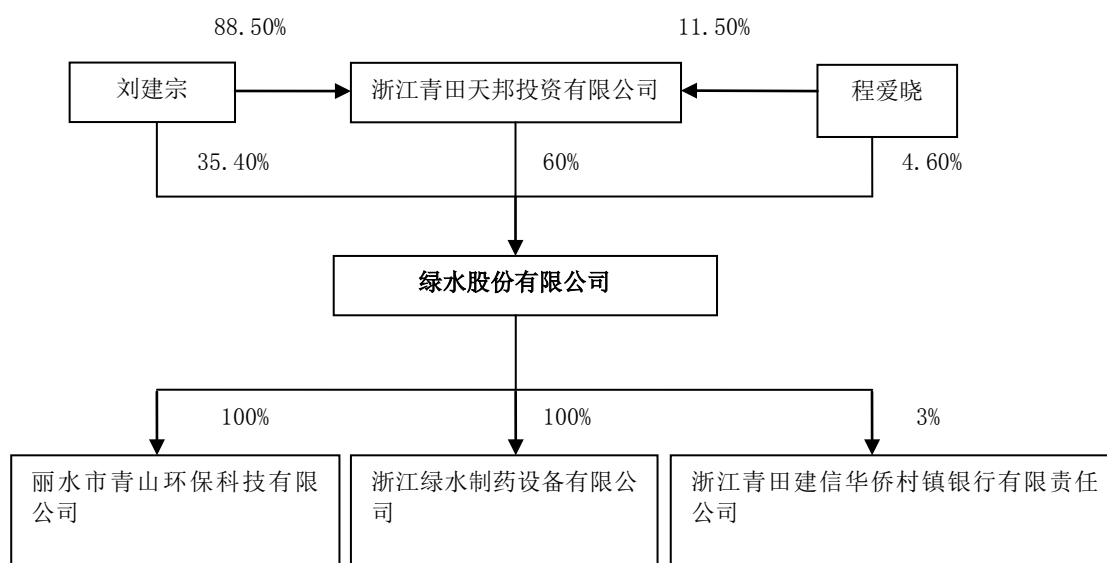 88.50%
11.50%
刘建宗
浙江青田天邦投资有限公司
程爱晓
35.40%
60%
4.60%
绿水股份有限公司
100%
100%
3%
丽水市青山环保科技有限
公司
浙江绿水制药设备有限公
司
浙江青田建信华侨村镇银行有限责任
公司